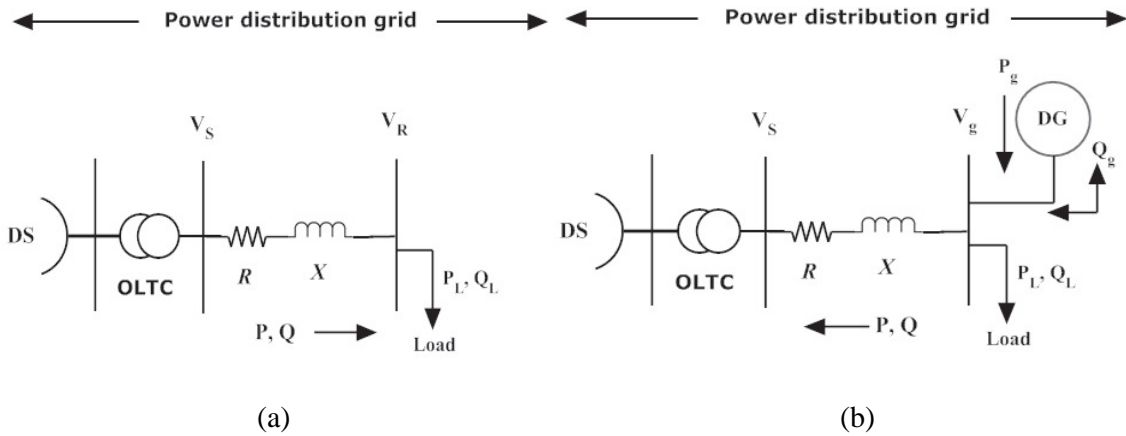 Power distribution grid
V_S
V_R
DS
OLTC
R
X
P_L, Q_L
P, Q
Load
(a)
Power distribution grid
P_g
V_S
V_g
DG
Q_g
DS
OLTC
R
X
P_L, Q_L
P, Q
Load
(b)